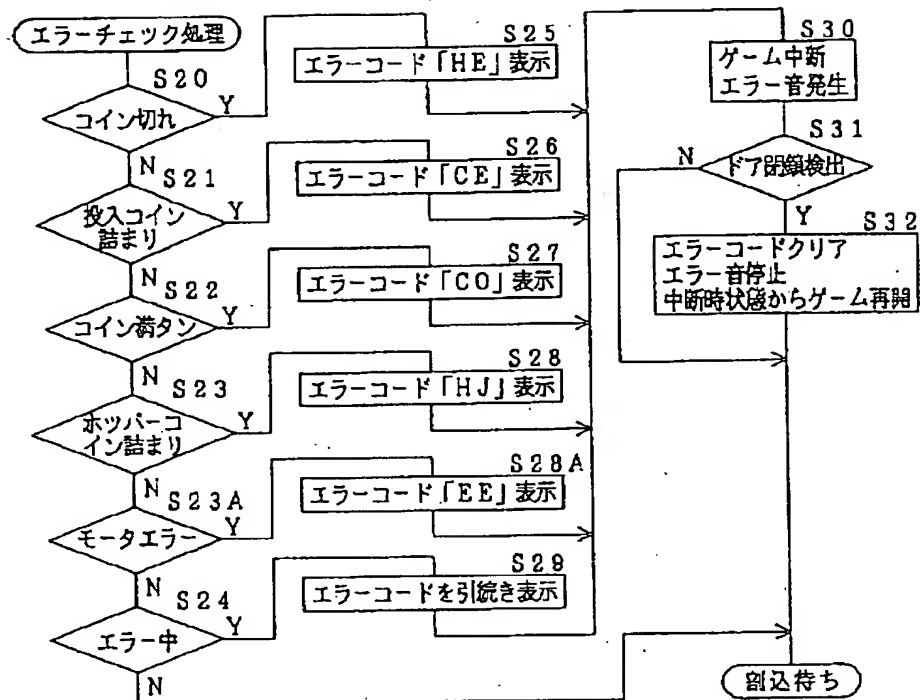 エラーチェック処理
S20
コイン切れ
Y
N
S21
投入コイン
詰まり
Y
N
S22
コイン満タン
Y
N
S23
ホッパーコ
イン詰まり
Y
N
S23A
モータエラー
Y
N
S24
エラー中
Y
N
S25
エラーコード「HE」表示
S26
エラーコード「CE」表示
S27
エラーコード「CO」表示
S28
エラーコード「HJ」表示
S28A
エラーコード「EE」表示
S29
エラーコードを引続き表示
S30
ゲーム中断
エラー音発生
S31
ドア閉鎖検出
N
Y
S32
エラーコードクリア
エラー音停止
中断時状態からゲーム再開
割込待ち